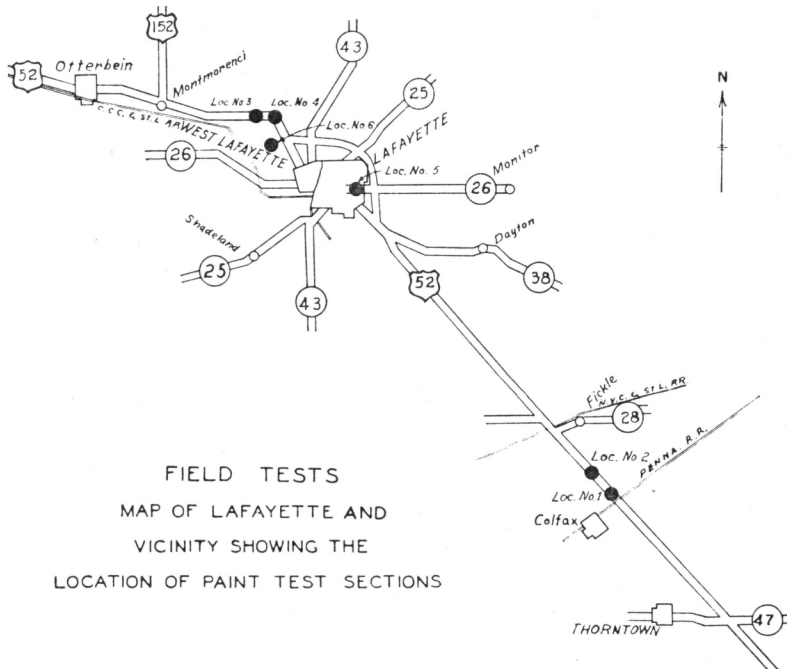 152
43
52
Otterbein
Montmorenci
25
N
Loc. No 3
Loc. No. 4
C. C. C. & ST. L. RR.
WEST LAFAYETTE
Loc. No. 6
LAFAYETTE
26
Loc. No. 5
Monitor
26
Shadeland
Dayton
25
52
38
43
Fickle
N.Y.C. & ST. L. RR.
28
Loc. No 2
PENNA. R.R.
Loc. No. 1
Colfax
FIELD TESTS
MAP OF LAFAYETTE AND
VICINITY SHOWING THE
LOCATION OF PAINT TEST SECTIONS
THORNTOWN
47